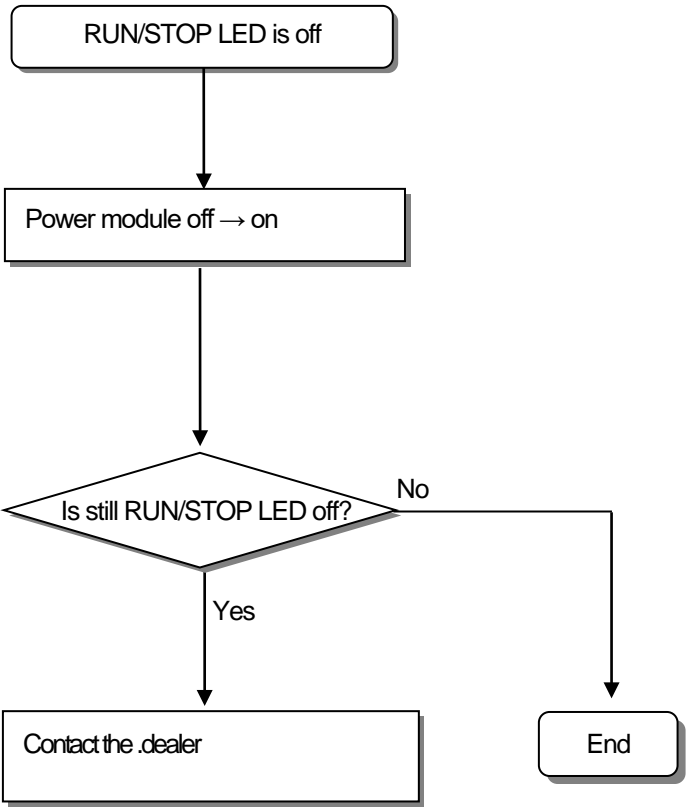 RUN/STOP LED is off
Power module off → on
Is still RUN/STOP LED off?
No
Yes
Contact the .dealer
End